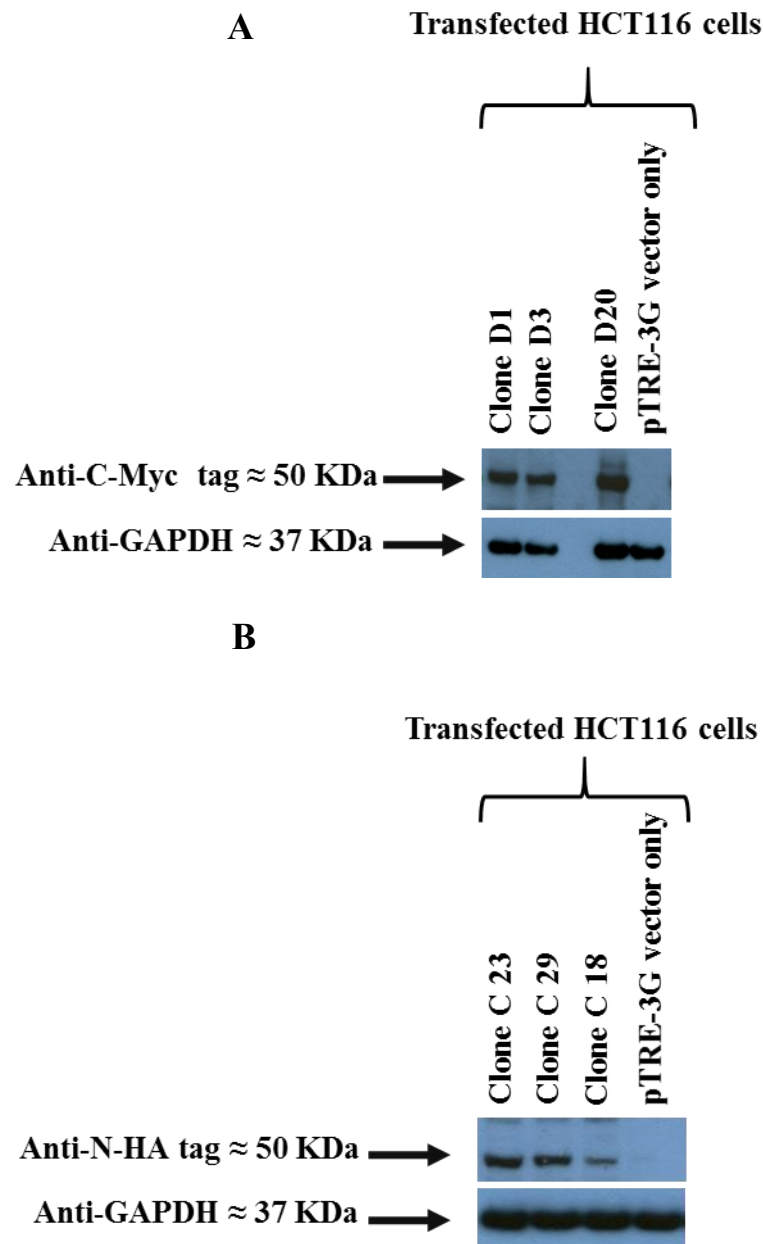 A
Transfected HCT116 cells
Clone D1
Clone D3
Clone D20
pTRE-3G vector only
Anti-C-Myc tag ≈ 50 KDa
Anti-GAPDH ≈ 37 KDa
B
Transfected HCT116 cells
Clone C 23
Clone C 29
Clone C 18
pTRE-3G vector only
Anti-N-HA tag ≈ 50 KDa
Anti-GAPDH ≈ 37 KDa